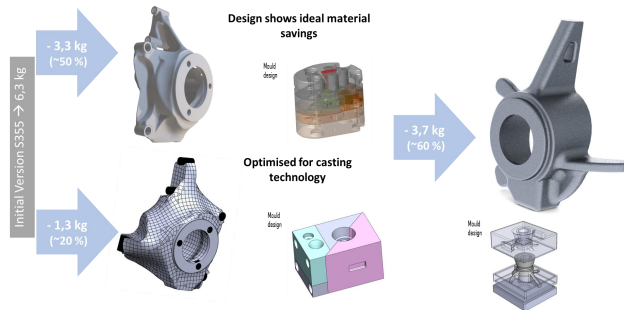 Initial Version S355 → 6,3 kg
- 3,3 kg
(~50 %)
Design shows ideal material
savings
Mould
design
- 3,7 kg
(~60 %)
- 1,3 kg
(~20 %)
Optimised for casting
technology
Mould
design
Mould
design